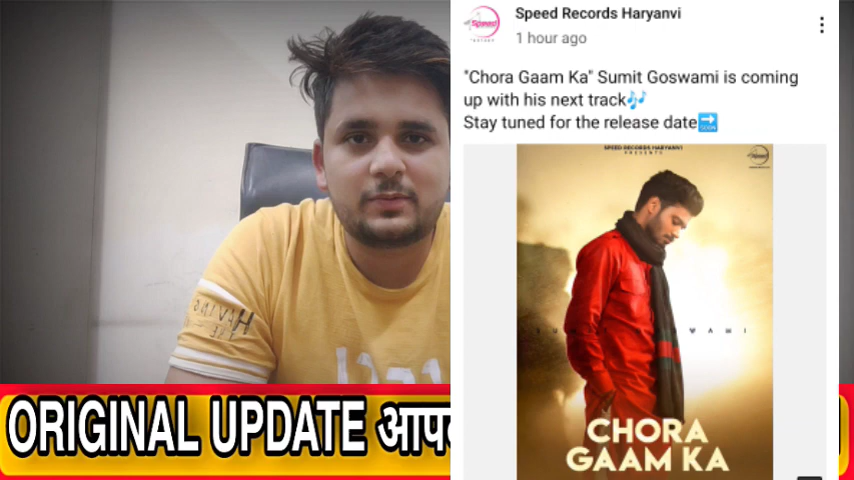 Speed Records Haryanvi
1 hour ago
"Chora Gaam Ka" Sumit Goswami is coming
up with his next track🎶
Stay tuned for the release date🔜
SPEED RECORDS HARYANVI
PRESENTS
Speed
CHORA
GAAM KA
ORIGINAL UPDATE